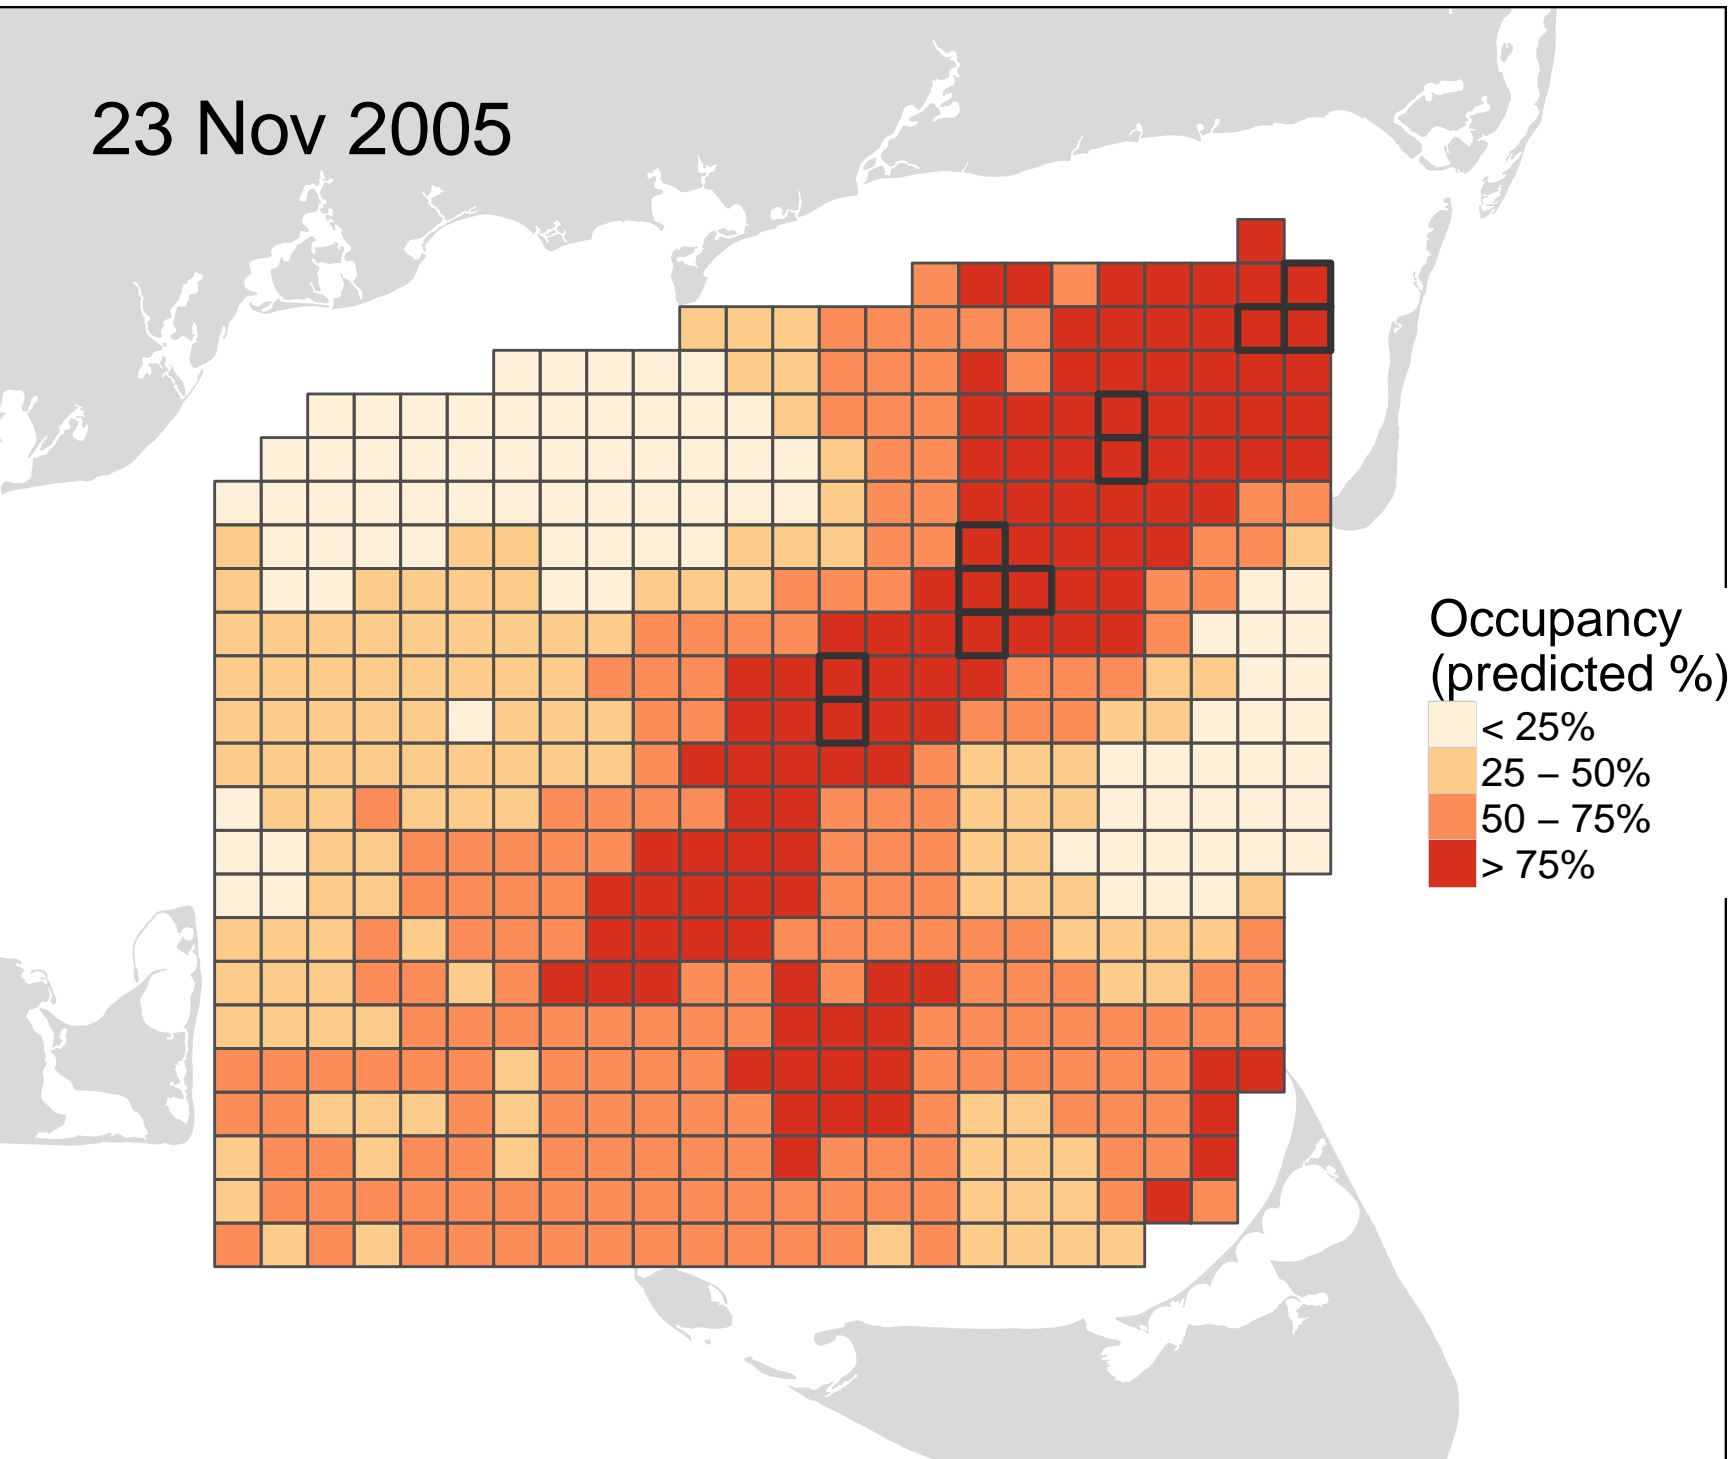 23 Nov 2005
Occupancy
(predicted %)
< 25%
25 – 50%
50 – 75%
> 75%